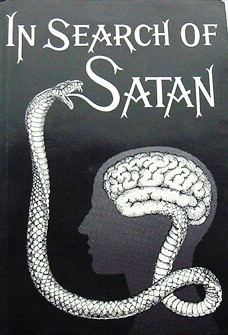 IN SEARCH OF
SATAN